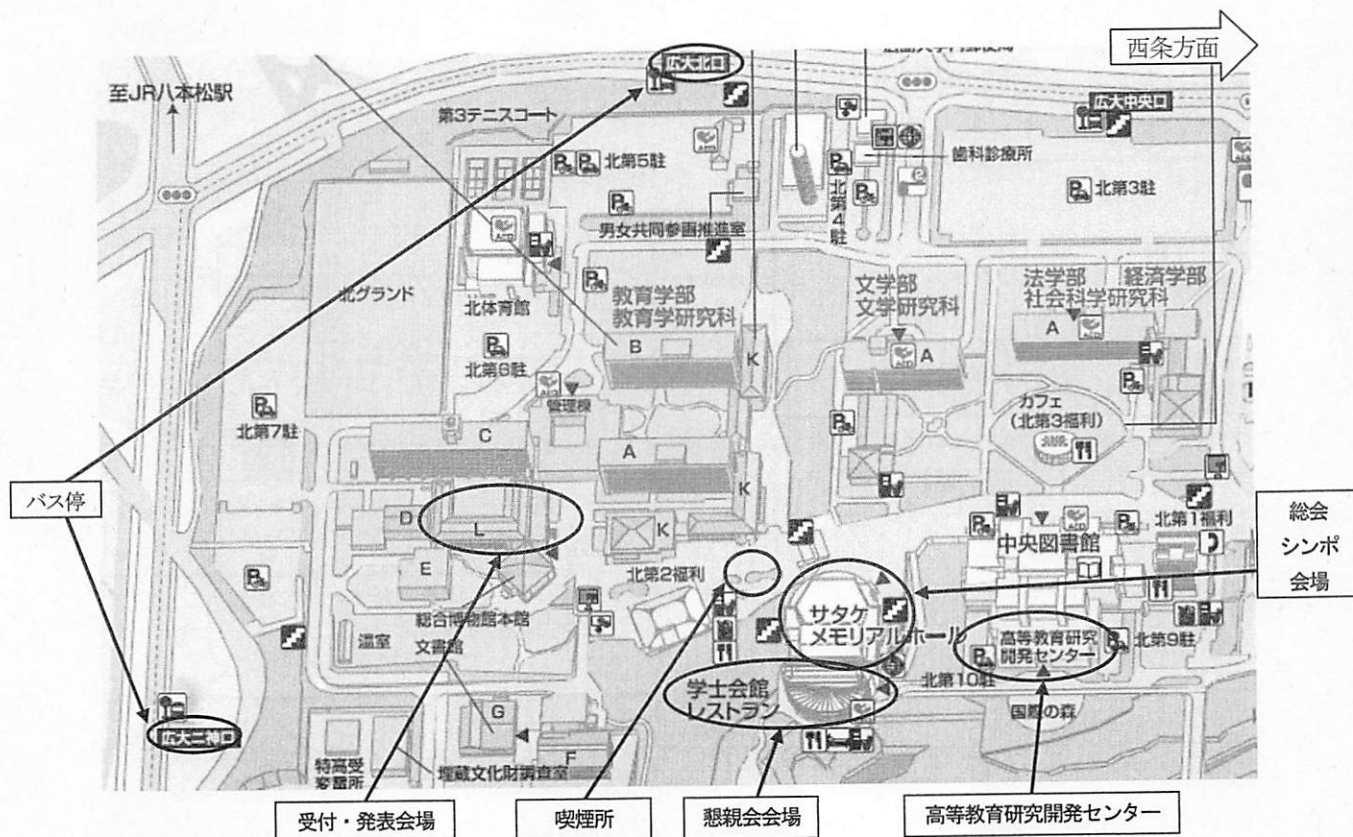 西条方面
広大北口
至JR八本松駅
広大中央口
第3テニスコート
北第5駐
歯科診療所
北第4駐
北第3駐
男女共同参画推進室
北グランド
教育学部
教育学研究科
文学部
文学研究科
法学部 経済学部
社会科学研究科
北体育館
A
B
K
A
北第6駐
管理棟
カフェ
(北第3福利)
北第7駐
C
A
K
バス停
D
L
K
北第1福利
中央図書館
総会
シンポ
会場
E
北第2福利
サタケ
メモリアルホール
総合博物館本館
高等教育研究
開発センター
北第9駐
温室
文書館
学士会館
レストラン
北第10駐
国際の森
G
広大二神口
F
特高受
変電所
埋蔵文化財調査室
受付・発表会場
喫煙所
懇親会会場
高等教育研究開発センター